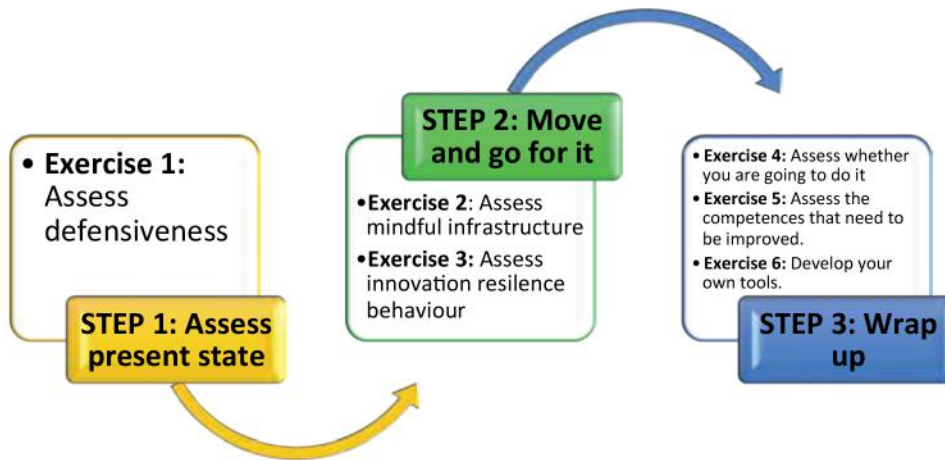 • Exercise 1:
Assess
defensiveness
STEP 1: Assess
present state
STEP 2: Move
and go for it
•Exercise 2: Assess
mindful infrastructure
•Exercise 3: Assess
innovation resilence
behaviour
• Exercise 4: Assess whether
you are going to do it
• Exercise 5: Assess the
competences that need to
be improved.
• Exercise 6: Develop your
own tools.
STEP 3: Wrap
up